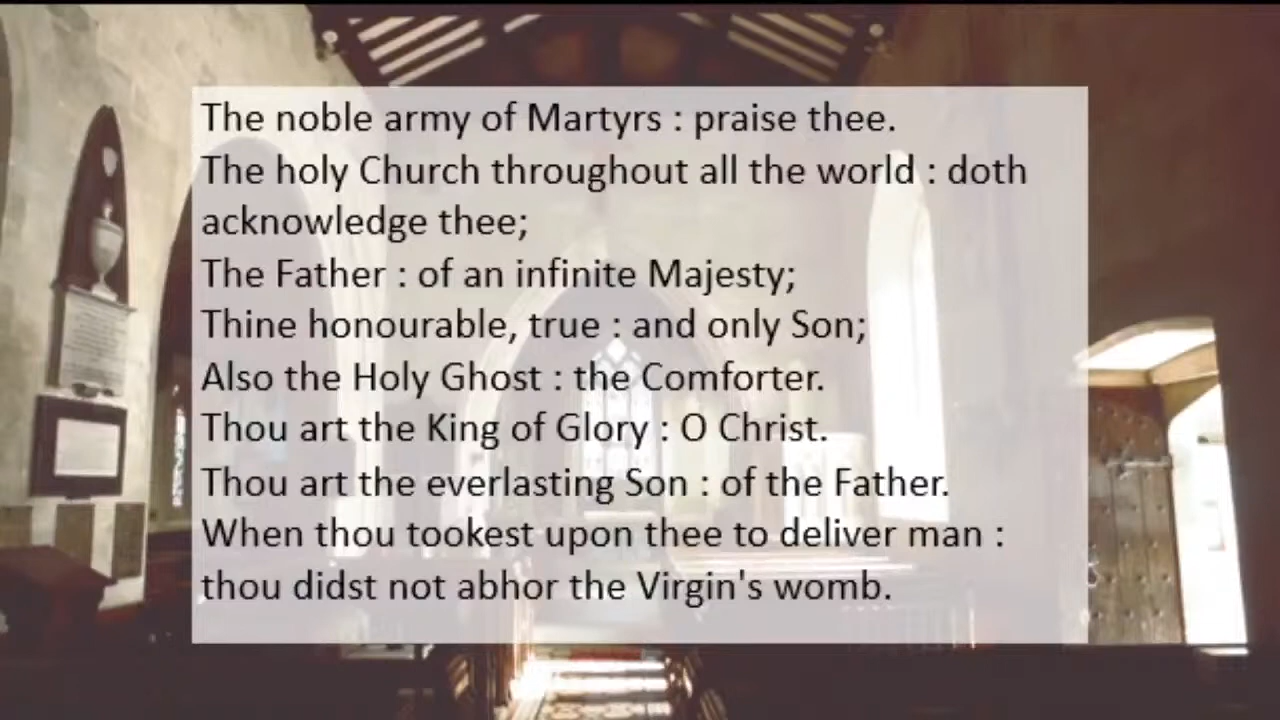 The noble army of Martyrs : praise thee.
The holy Church throughout all the world : doth
acknowledge thee;
The Father : of an infinite Majesty;
Thine honourable, true : and only Son;
Also the Holy Ghost : the Comforter.
Thou art the King of Glory : O Christ.
Thou art the everlasting Son : of the Father.
When thou tookest upon thee to deliver man :
thou didst not abhor the Virgin's womb.